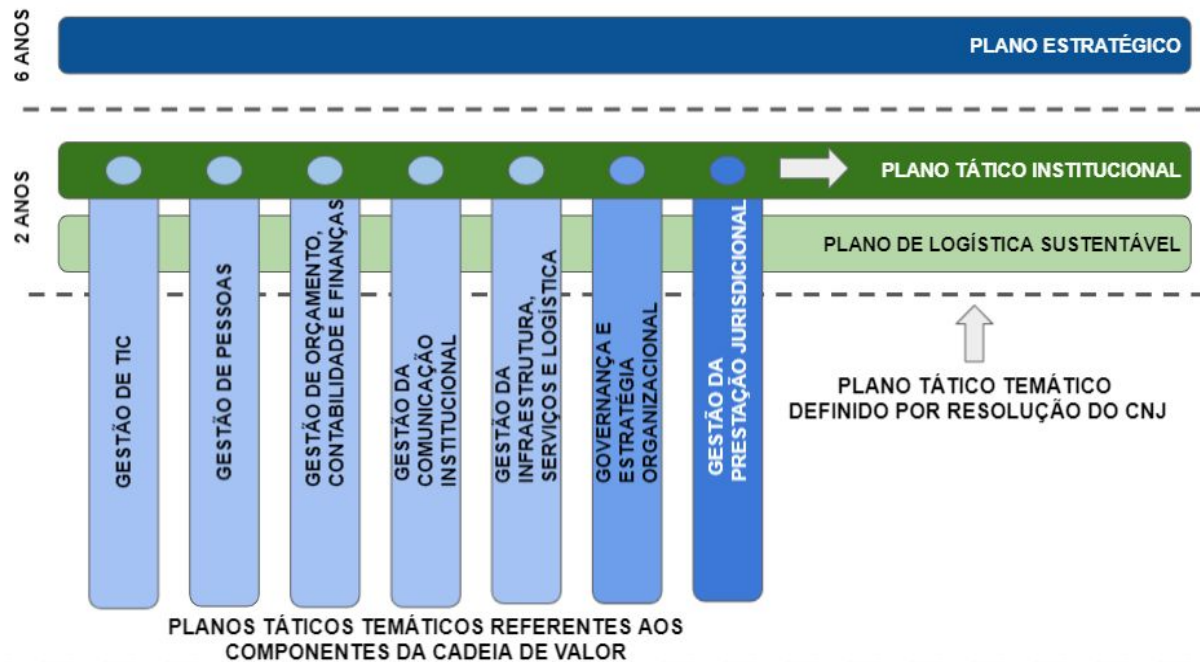 6 ANOS
PLANO ESTRATÉGICO
2 ANOS
PLANO TÁTICO INSTITUCIONAL
PLANO DE LOGÍSTICA SUSTENTÁVEL
GESTÃO DE TIC
GESTÃO DE PESSOAS
GESTÃO DE ORÇAMENTO,
CONTABILIDADE E FINANÇAS
GESTÃO DA
COMUNICAÇÃO
INSTITUCIONAL
GESTÃO DA
INFRAESTRUTURA,
SERVIÇOS E LOGÍSTICA
GOVERNANÇA E
ESTRATÉGIA
ORGANIZACIONAL
GESTÃO DA
PRESTAÇÃO JURISDICIONAL
PLANO TÁTICO TEMÁTICO
DEFINIDO POR RESOLUÇÃO DO CNJ
PLANOS TÁTICOS TEMÁTICOS REFERENTES AOS
COMPONENTES DA CADEIA DE VALOR